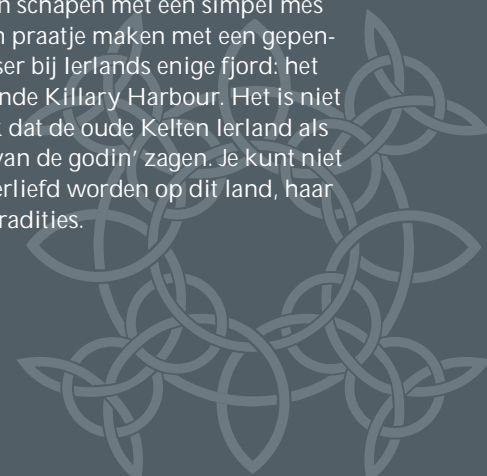 n schapen met een simpel mes
n praatje maken met een gepen-
ser bij Ierlands enige fjord: het
nde Killary Harbour. Het is niet
k dat de oude Kelten Ierland als
van de godin’ zagen. Je kunt niet
erliefd worden op dit land, haar
radities.